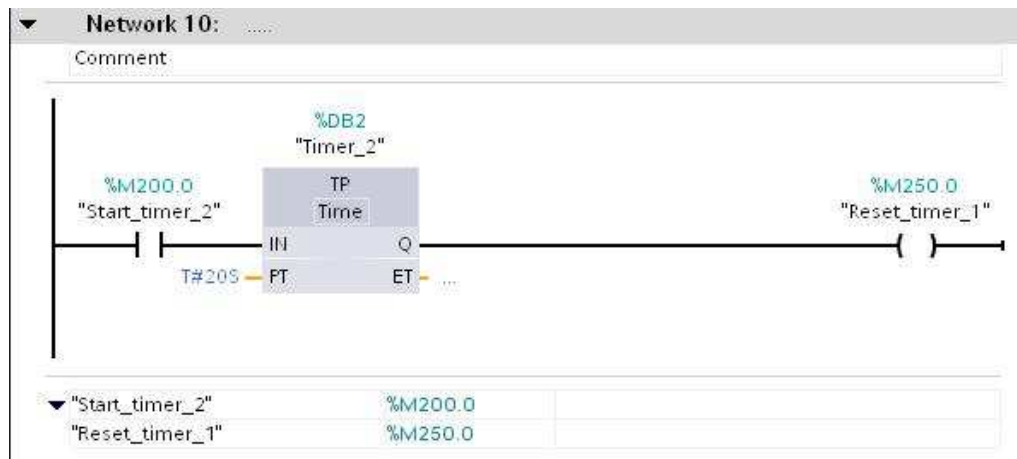 Network 10: .....
Comment
%DB2
"Timer_2"
%M200.0
"Start_timer_2"
TP
Time
%M250.0
"Reset_timer_1"
IN Q
T#20S PT ET ...
"Start_timer_2" %M200.0
"Reset_timer_1" %M250.0